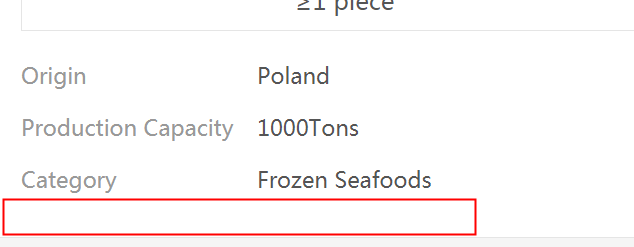 ≥1 piece
Origin Poland
Production Capacity 1000Tons
Category Frozen Seafoods